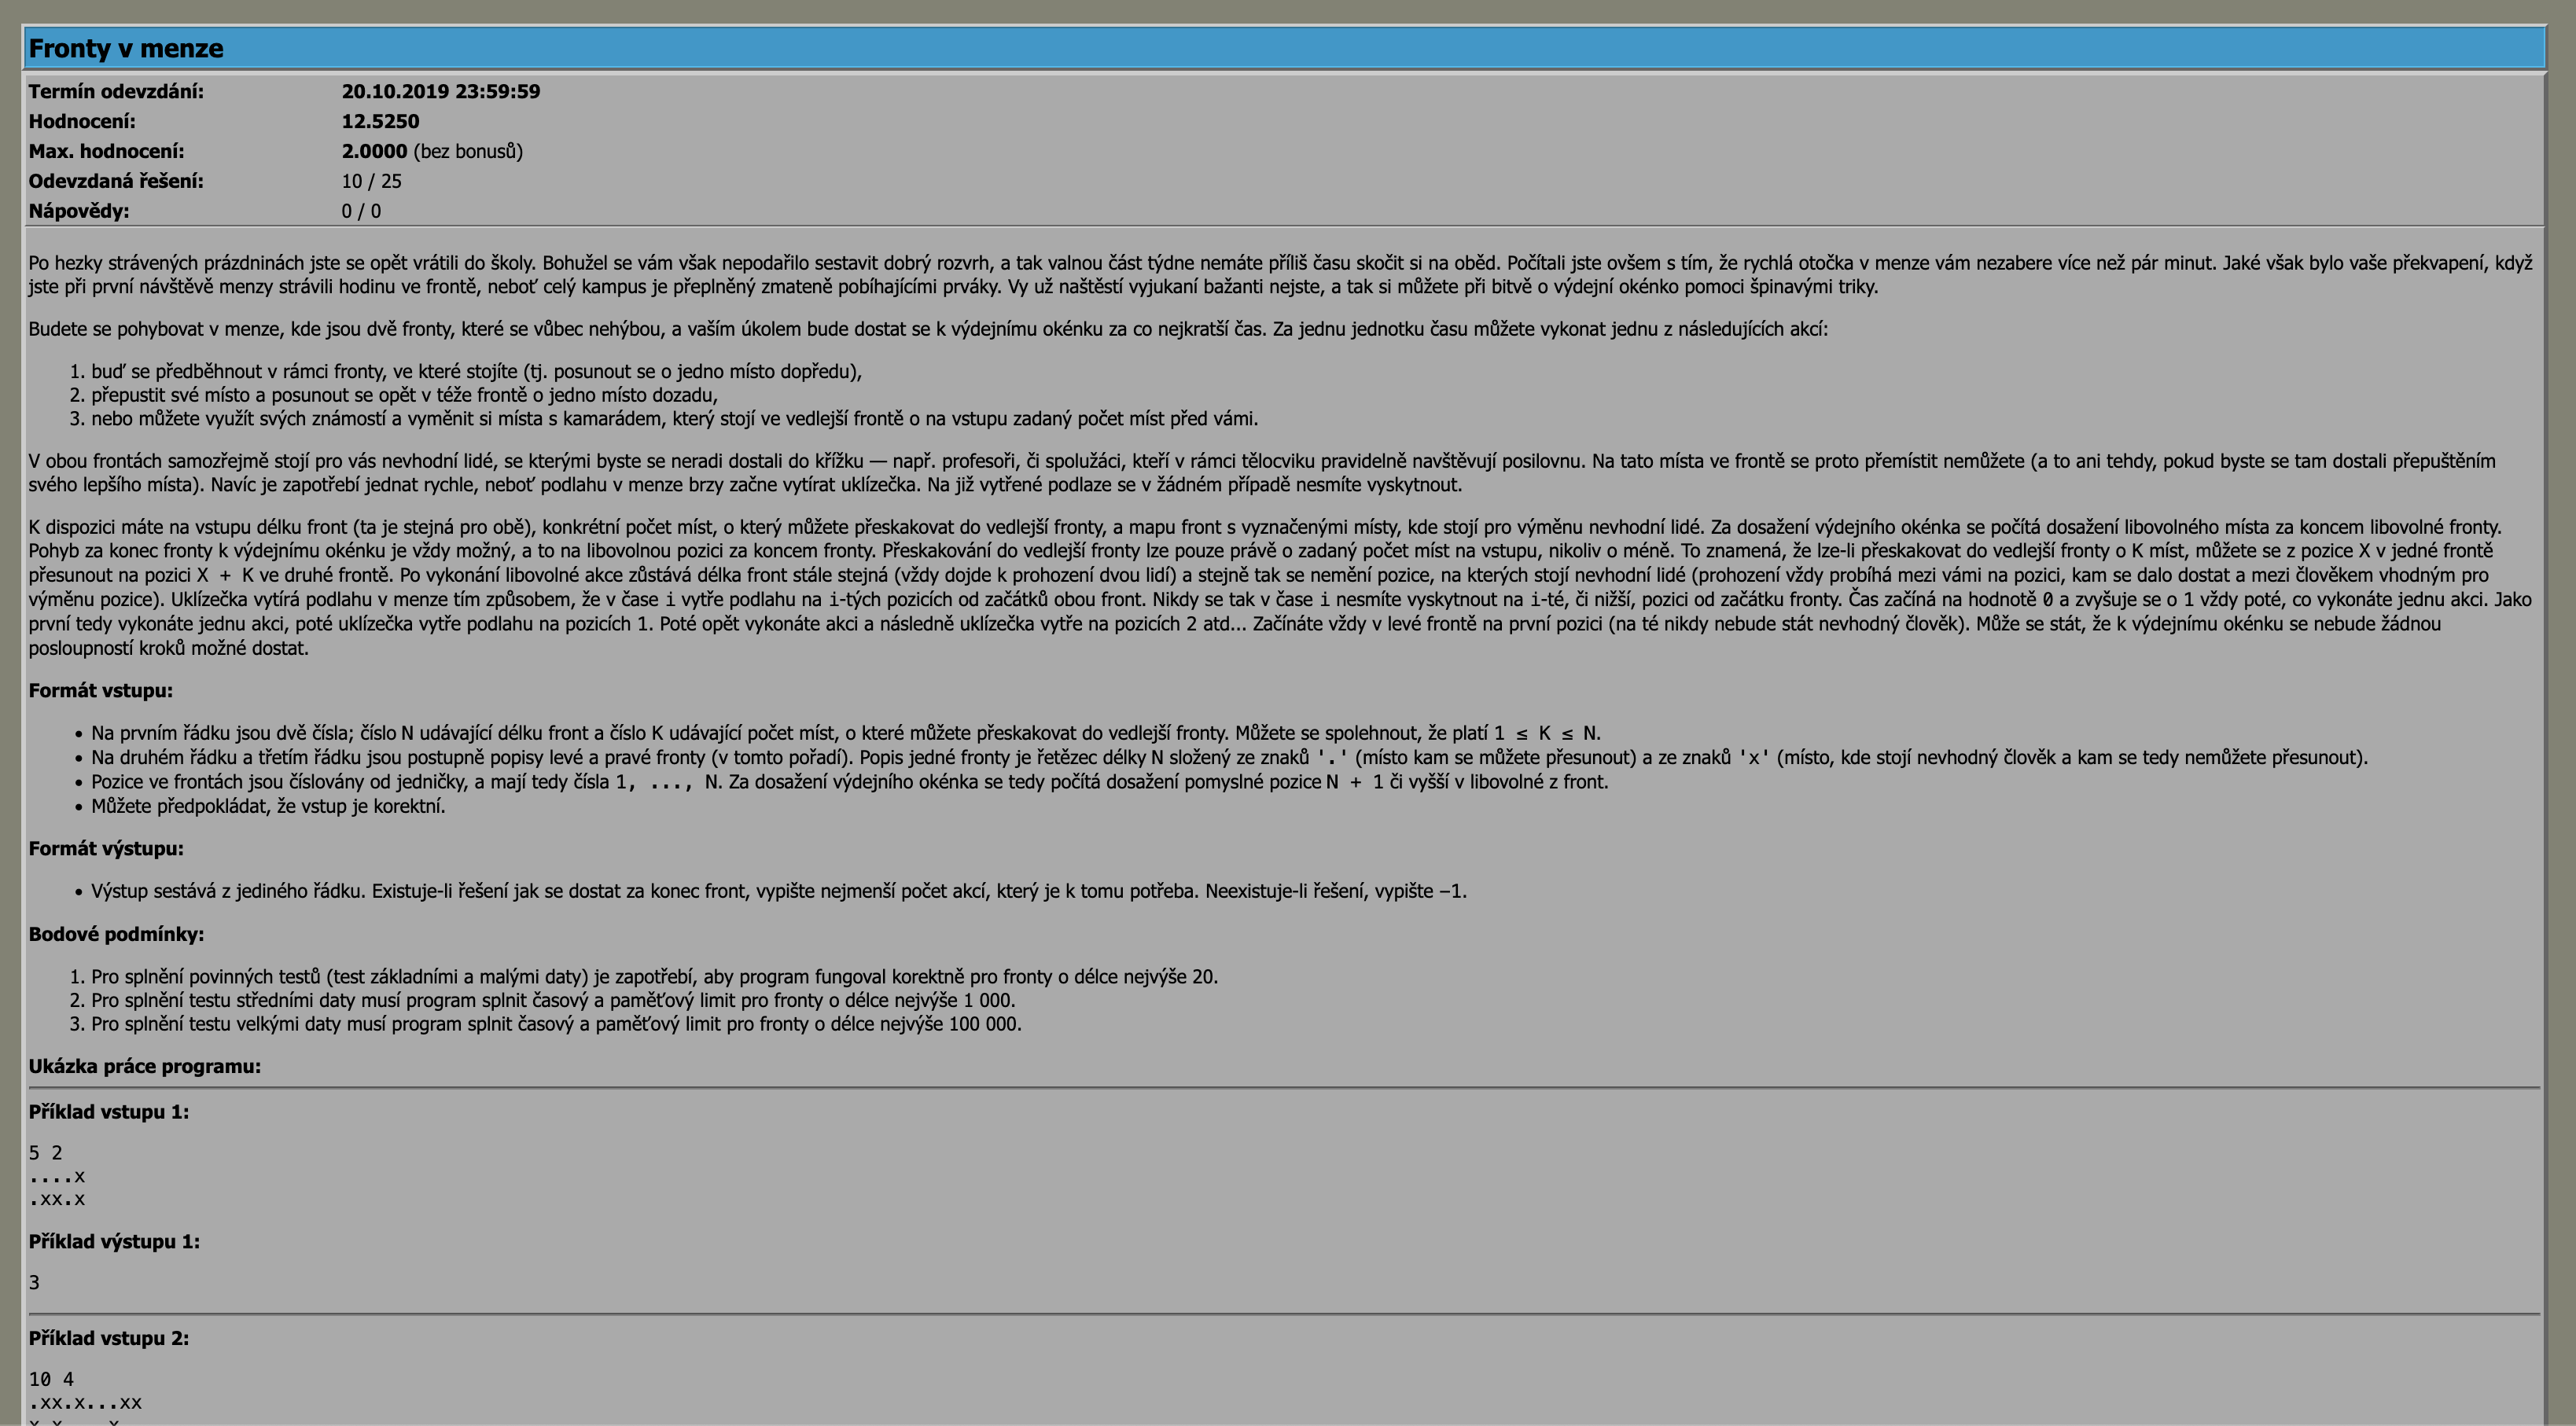 Fronty v menze
Termín odevzdání: 20.10.2019 23:59:59
Hodnocení: 12.5250
Max. hodnocení: 2.0000 (bez bonusů)
Odevzdaná řešení: 10 / 25
Nápovědy: 0 / 0
Po hezky strávených prázdninách jste se opět vrátili do školy. Bohužel se vám však nepodařilo sestavit dobrý rozvrh, a tak valnou část týdne nemáte příliš času skočit si na oběd. Počítali jste ovšem s tím, že rychlá otočka v menze vám nezabere více než pár minut. Jaké však bylo vaše překvapení, když
jste při první návštěvě menzy strávili hodinu ve frontě, neboť celý kampus je přeplněný zmateně pobíhajícími prváky. Vy už naštěstí vyjukaní bažanti nejste, a tak si můžete při bitvě o výdejní okénko pomoci špinavými triky.
Budete se pohybovat v menze, kde jsou dvě fronty, které se vůbec nehýbou, a vaším úkolem bude dostat se k výdejnímu okénku za co nejkratší čas. Za jednu jednotku času můžete vykonat jednu z následujících akcí:
1. buď se předběhnout v rámci fronty, ve které stojíte (tj. posunout se o jedno místo dopředu),
2. přepustit své místo a posunout se opět v téže frontě o jedno místo dozadu,
3. nebo můžete využít svých známostí a vyměnit si místa s kamarádem, který stojí ve vedlejší frontě o na vstupu zadaný počet míst před vámi.
V obou frontách samozřejmě stojí pro vás nevhodní lidé, se kterými byste se neradi dostali do křížku — např. profesoři, či spolužáci, kteří v rámci tělocviku pravidelně navštěvují posilovnu. Na tato místa ve frontě se proto přemístit nemůžete (a to ani tehdy, pokud byste se tam dostali přepuštěním
svého lepšího místa). Navíc je zapotřebí jednat rychle, neboť podlahu v menze brzy začne vytírat uklízečka. Na již vytřené podlaze se v žádném případě nesmíte vyskytnout.
K dispozici máte na vstupu délku front (ta je stejná pro obě), konkrétní počet míst, o který můžete přeskakovat do vedlejší fronty, a mapu front s vyznačenými místy, kde stojí pro výměnu nevhodní lidé. Za dosažení výdejního okénka se počítá dosažení libovolného místa za koncem libovolné fronty.
Pohyb za konec fronty k výdejnímu okénku je vždy možný, a to na libovolnou pozici za koncem fronty. Přeskakování do vedlejší fronty lze pouze právě o zadaný počet míst na vstupu, nikoliv o méně. To znamená, že lze-li přeskakovat do vedlejší fronty o K míst, můžete se z pozice X v jedné frontě
přesunout na pozici X + K ve druhé frontě. Po vykonání libovolné akce zůstává délka front stále stejná (vždy dojde k prohození dvou lidí) a stejně tak se nemění pozice, na kterých stojí nevhodní lidé (prohození vždy probíhá mezi vámi na pozici, kam se dalo dostat a mezi člověkem vhodným pro
výměnu pozice). Uklízečka vytírá podlahu v menze tím způsobem, že v čase i vytře podlahu na i-tých pozicích od začátků obou front. Nikdy se tak v čase i nesmíte vyskytnout na i-té, či nižší, pozici od začátku fronty. Čas začíná na hodnotě 0 a zvyšuje se o 1 vždy poté, co vykonáte jednu akci. Jako
první tedy vykonáte jednu akci, poté uklízečka vytře podlahu na pozicích 1. Poté opět vykonáte akci a následně uklízečka vytře na pozicích 2 atd... Začínáte vždy v levé frontě na první pozici (na té nikdy nebude stát nevhodný člověk). Může se stát, že k výdejnímu okénku se nebude žádnou
posloupností kroků možné dostat.
Formát vstupu:
• Na prvním řádku jsou dvě čísla; číslo N udávající délku front a číslo K udávající počet míst, o které můžete přeskakovat do vedlejší fronty. Můžete se spolehnout, že platí 1 ≤ K ≤ N.
• Na druhém řádku a třetím řádku jsou postupně popisy levé a pravé fronty (v tomto pořadí). Popis jedné fronty je řetězec délky N složený ze znaků '.' (místo kam se můžete přesunout) a ze znaků 'x' (místo, kde stojí nevhodný člověk a kam se tedy nemůžete přesunout).
• Pozice ve frontách jsou číslovány od jedničky, a mají tedy čísla 1, ..., N. Za dosažení výdejního okénka se tedy počítá dosažení pomyslné pozice N + 1 či vyšší v libovolné z front.
• Můžete předpokládat, že vstup je korektní.
Formát výstupu:
• Výstup sestává z jediného řádku. Existuje-li řešení jak se dostat za konec front, vypište nejmenší počet akcí, který je k tomu potřeba. Neexistuje-li řešení, vypište −1.
Bodové podmínky:
1. Pro splnění povinných testů (test základními a malými daty) je zapotřebí, aby program fungoval korektně pro fronty o délce nejvýše 20.
2. Pro splnění testu středními daty musí program splnit časový a paměťový limit pro fronty o délce nejvýše 1 000.
3. Pro splnění testu velkými daty musí program splnit časový a paměťový limit pro fronty o délce nejvýše 100 000.
Ukázka práce programu:
Příklad vstupu 1:
5 2
....x
.xx.x
Příklad výstupu 1:
3
Příklad vstupu 2:
10 4
.xx.x...xx